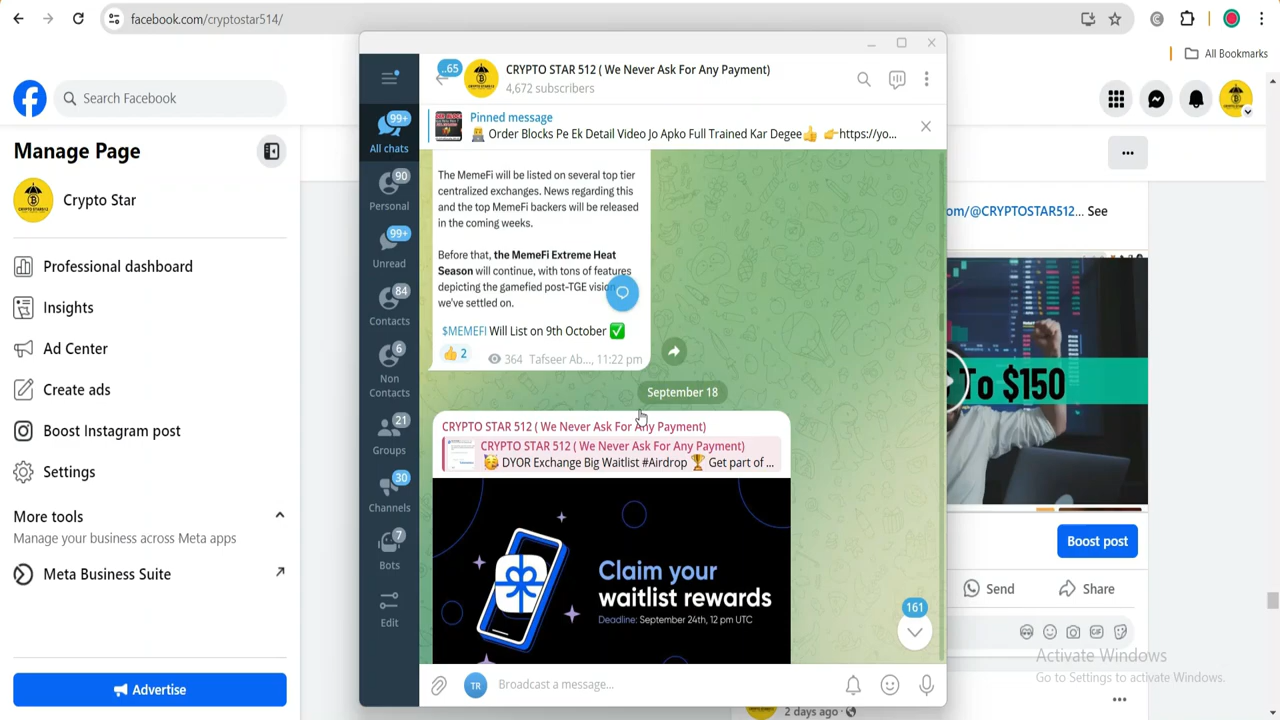 facebook.com/cryptostar514/
All Bookmarks
Search Facebook
Manage Page
Crypto Star
Professional dashboard
Insights
Ad Center
Create ads
Boost Instagram post
Settings
More tools
Manage your business across Meta apps
Meta Business Suite
Advertise
99+
All chats
90
Personal
99+
Unread
84
Contacts
6
Non
Contacts
21
Groups
30
Channels
7
Bots
Edit
..65
CRYPTO STAR 512 ( We Never Ask For Any Payment)
4,672 subscribers
Pinned message
Order Blocks Pe Ek Detail Video Jo Apko Full Trained Kar Degee👍 👉https://yo...
The MemeFi will be listed on several top tier
centralized exchanges. News regarding this
and the top MemeFi backers will be released
in the coming weeks.
Before that, the MemeFi Extreme Heat
Season will continue, with tons of features
depicting the gamefied post-TGE vision
we've settled on.
$MEMEFI Will List on 9th October ✅
👍 2
364 Tafseer Ab..., 11:22 pm
September 18
CRYPTO STAR 512 ( We Never Ask For Any Payment)
CRYPTO STAR 512 ( We Never Ask For Any Payment)
🥳 DYOR Exchange Big Waitlist #Airdrop 🏆 Get part of ...
Claim your
waitlist rewards
Deadline: September 24th, 12 pm UTC
161
TR
Broadcast a message...
om/@CRYPTOSTAR512... See
To $150
Boost post
Send
Share
Activate Windows
Go to Settings to activate Windows.
2 days ago